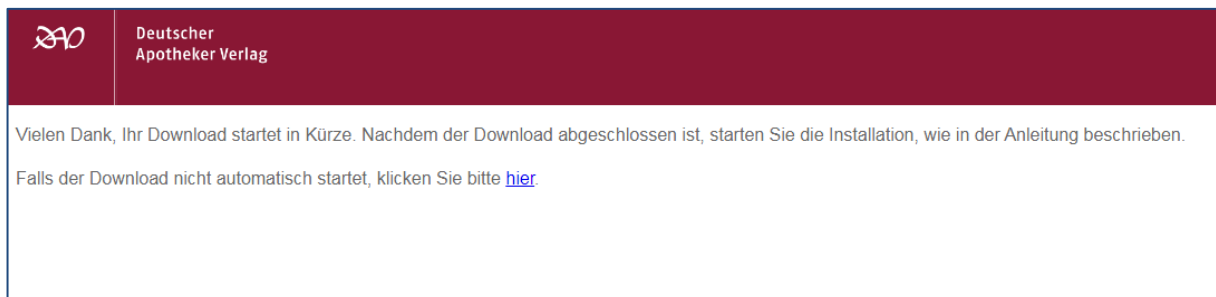 DAV
Deutscher
Apotheker Verlag
Vielen Dank, Ihr Download startet in Kürze. Nachdem der Download abgeschlossen ist, starten Sie die Installation, wie in der Anleitung beschrieben.
Falls der Download nicht automatisch startet, klicken Sie bitte hier.